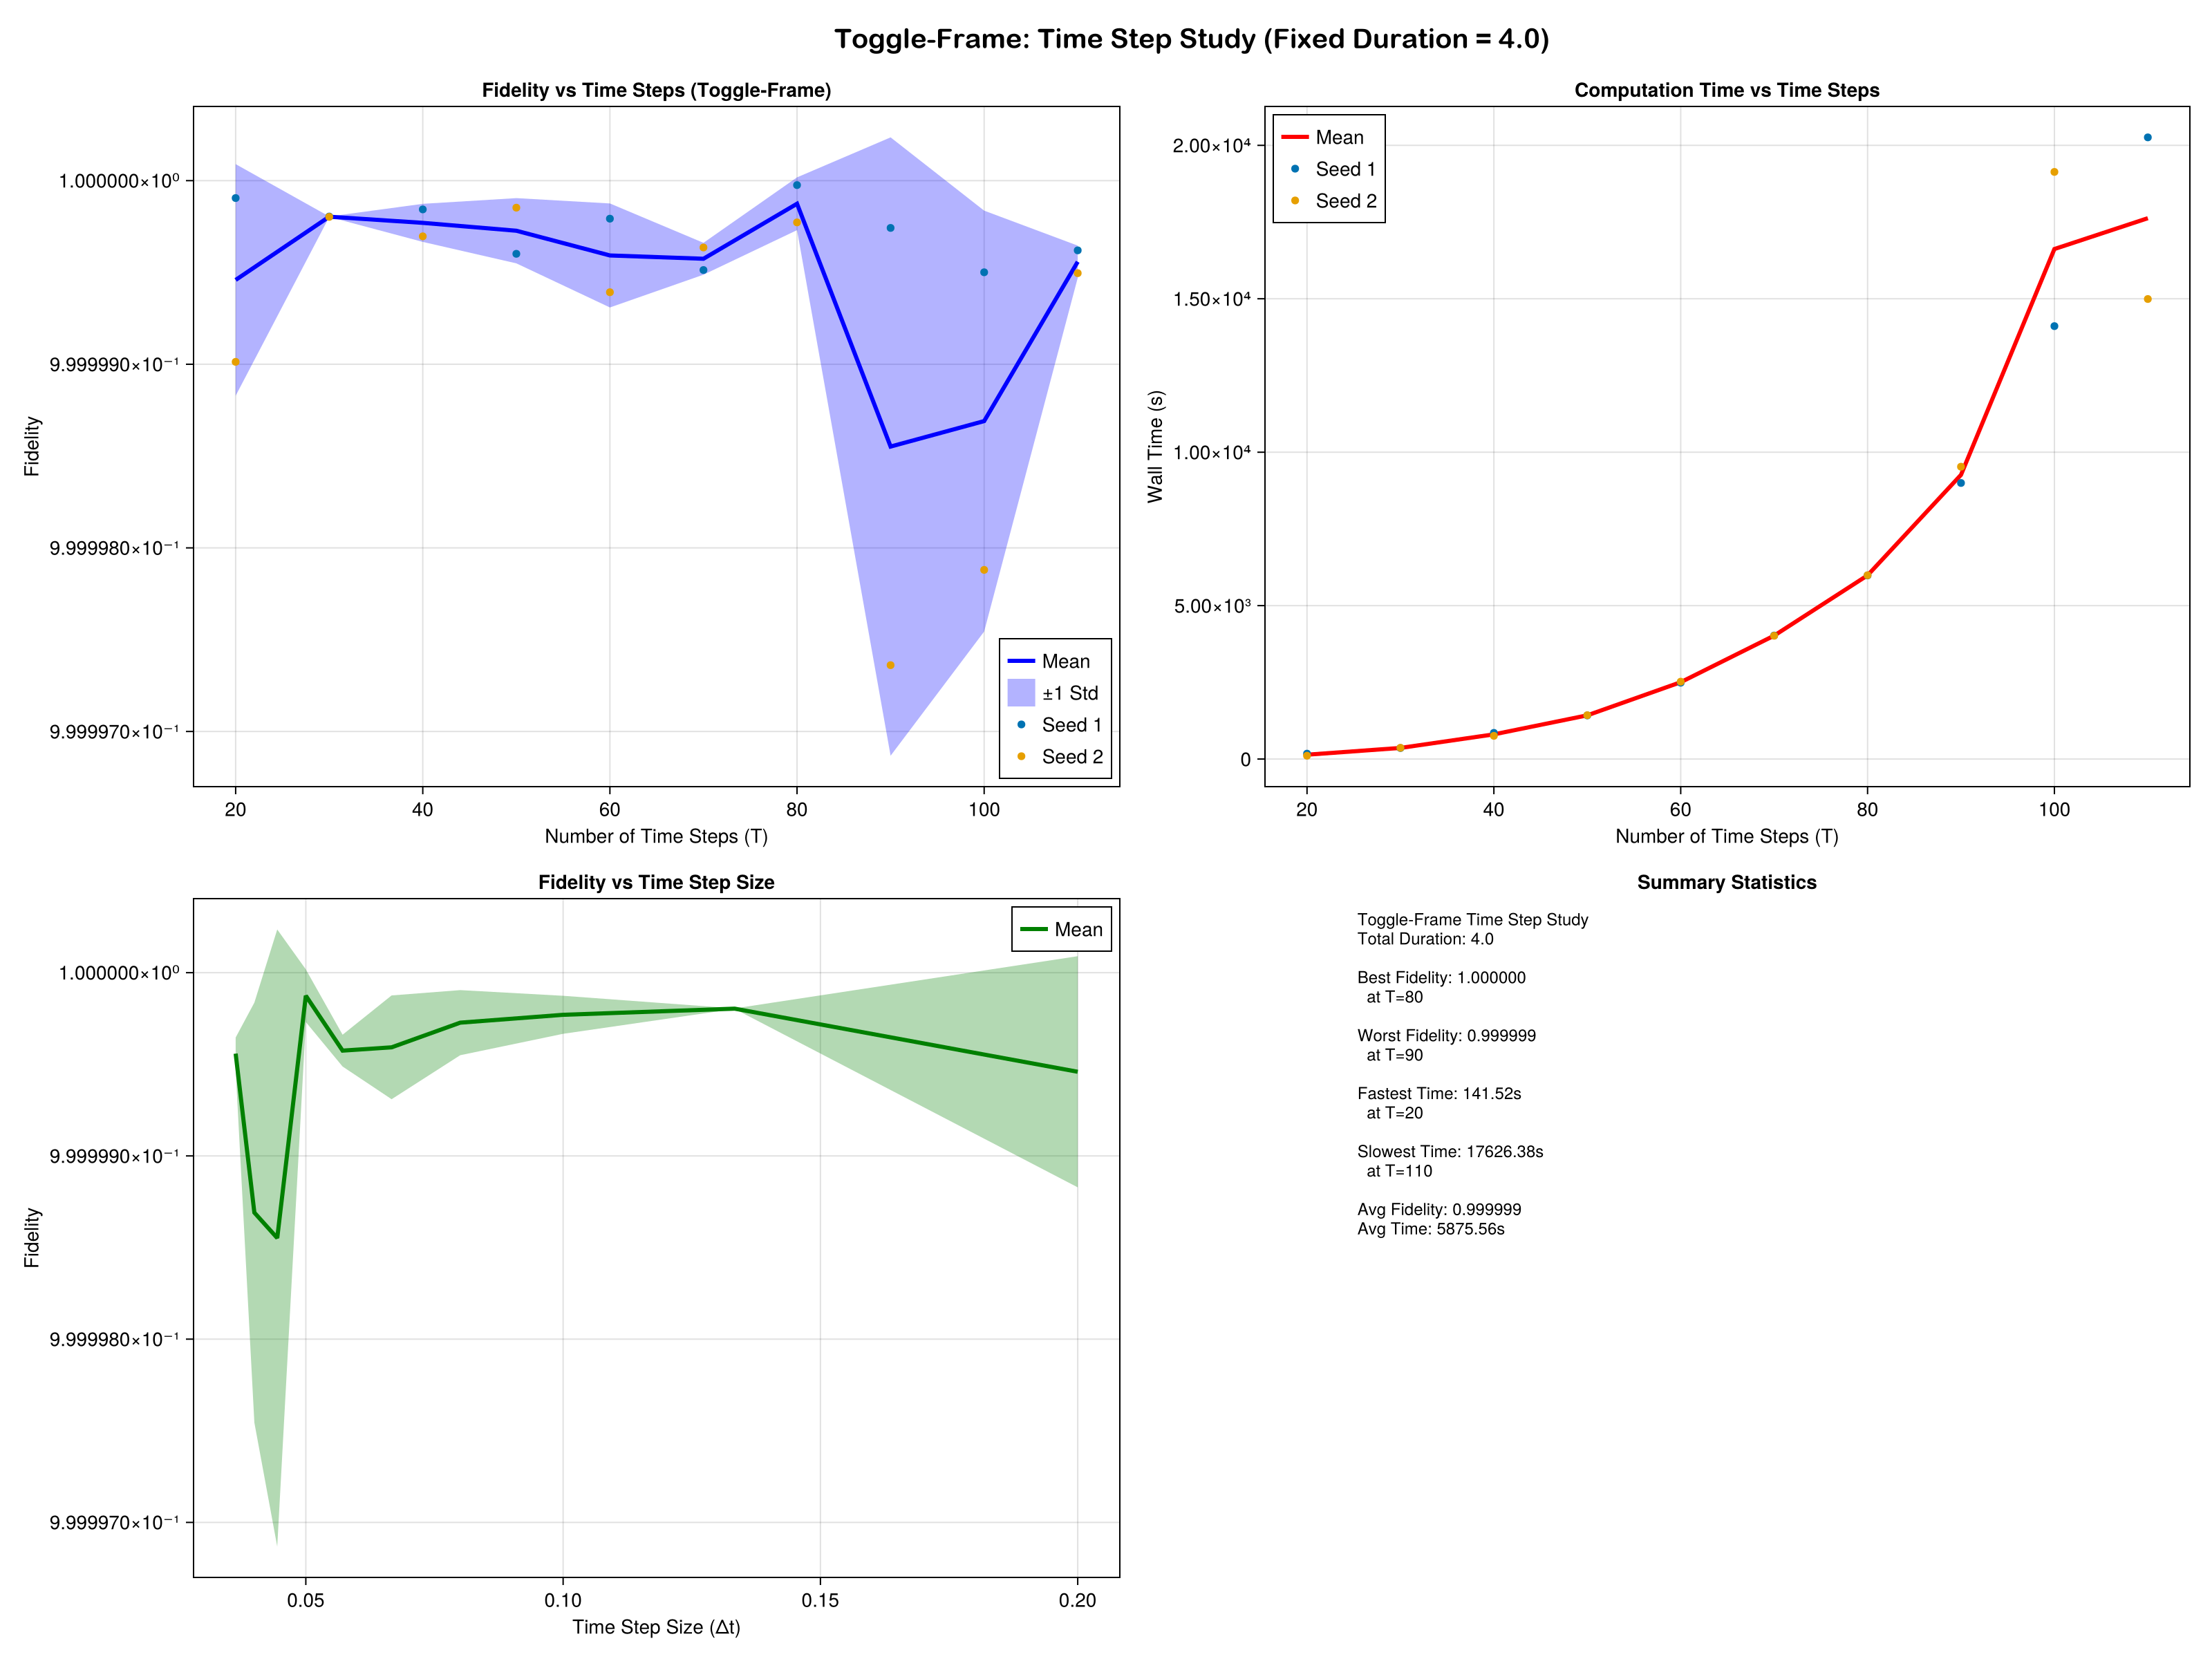 Toggle-Frame: Time Step Study (Fixed Duration = 4.0)
Fidelity vs Time Steps (Toggle-Frame)
1.000000×10⁰
9.999990×10⁻¹
9.999980×10⁻¹
9.999970×10⁻¹
Fidelity
Mean
±1 Std
Seed 1
Seed 2
20 40 60 80 100
Number of Time Steps (T)
Computation Time vs Time Steps
2.00×10⁴
1.50×10⁴
1.00×10⁴
5.00×10³
0
Wall Time (s)
Mean
Seed 1
Seed 2
20 40 60 80 100
Number of Time Steps (T)
Fidelity vs Time Step Size
1.000000×10⁰
9.999990×10⁻¹
9.999980×10⁻¹
9.999970×10⁻¹
Fidelity
Mean
0.05 0.10 0.15 0.20
Time Step Size (Δt)
Summary Statistics
Toggle-Frame Time Step Study
Total Duration: 4.0
Best Fidelity: 1.000000
at T=80
Worst Fidelity: 0.999999
at T=90
Fastest Time: 141.52s
at T=20
Slowest Time: 17626.38s
at T=110
Avg Fidelity: 0.999999
Avg Time: 5875.56s